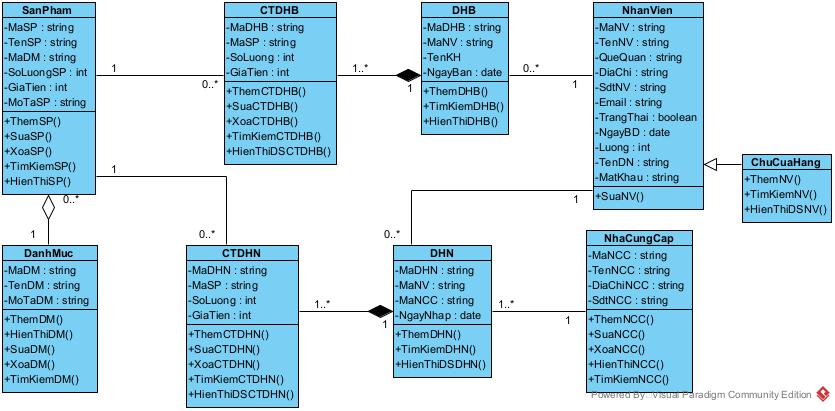 SanPham
-MaSP : string
-TenSP : string
-MaDM : string
-SoLuongSP : int
-GiaTien : int
-MoTaSP : string
+ThemSP()
+SuaSP()
+XoaSP()
+TimKiemSP()
+HienThiSP()
1
0..*
CTDHB
-MaDHB : string
-MaSP : string
-SoLuong : int
-GiaTien : int
+ThemCTDHB()
+SuaCTDHB()
+XoaCTDHB()
+TimKiemCTDHB()
+HienThiDSCTDHB()
1..*
1
DHB
-MaDHB : string
-MaNV : string
-TenKH
-NgayBan : date
+ThemDHB()
+TimKiemDHB()
+HienThiDHB()
0..*
1
NhanVien
-MaNV : string
-TenNV : string
-QueQuan : string
-DiaChi : string
-SdtNV : string
-Email : string
-TrangThai : boolean
-NgayBD : date
-Luong : int
-TenDN : string
-MatKhau : string
+SuaNV()
ChuCuaHang
+ThemNV()
+TimKiemNV()
+HienThiDSNV()
1
0..*
1
0..*
1
0..*
1
DanhMuc
-MaDM : string
-TenDM : string
-MoTaDM : string
+ThemDM()
+HienThiDM()
+SuaDM()
+XoaDM()
+TimKiemDM()
CTDHN
-MaDHN : string
-MaSP : string
-SoLuong : int
-GiaTien : int
+ThemCTDHN()
+SuaCTDHN()
+XoaCTDHN()
+TimKiemCTDHN()
+HienThiDSCTDHN()
1..*
1
DHN
-MaDHN : string
-MaNV : string
-MaNCC : string
-NgayNhap : date
+ThemDHN()
+TimKiemDHN()
+HienThiDSDHN()
1..*
1
NhaCungCap
-MaNCC : string
-TenNCC : string
-DiaChiNCC : string
-SdtNCC : string
+ThemNCC()
+SuaNCC()
+XoaNCC()
+HienThiNCC()
+TimKiemNCC()
Powered By Visual Paradigm Community Edition